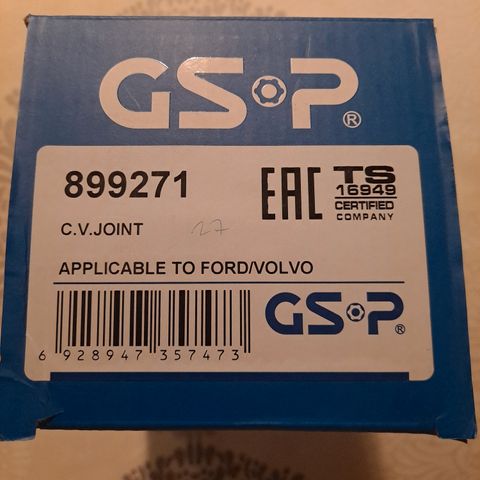 GSP®
899271
EAC
TS
16949
CERTIFIED
COMPANY
C.V.JOINT
27
APPLICABLE TO FORD/VOLVO
6 928947 357473
GSP®